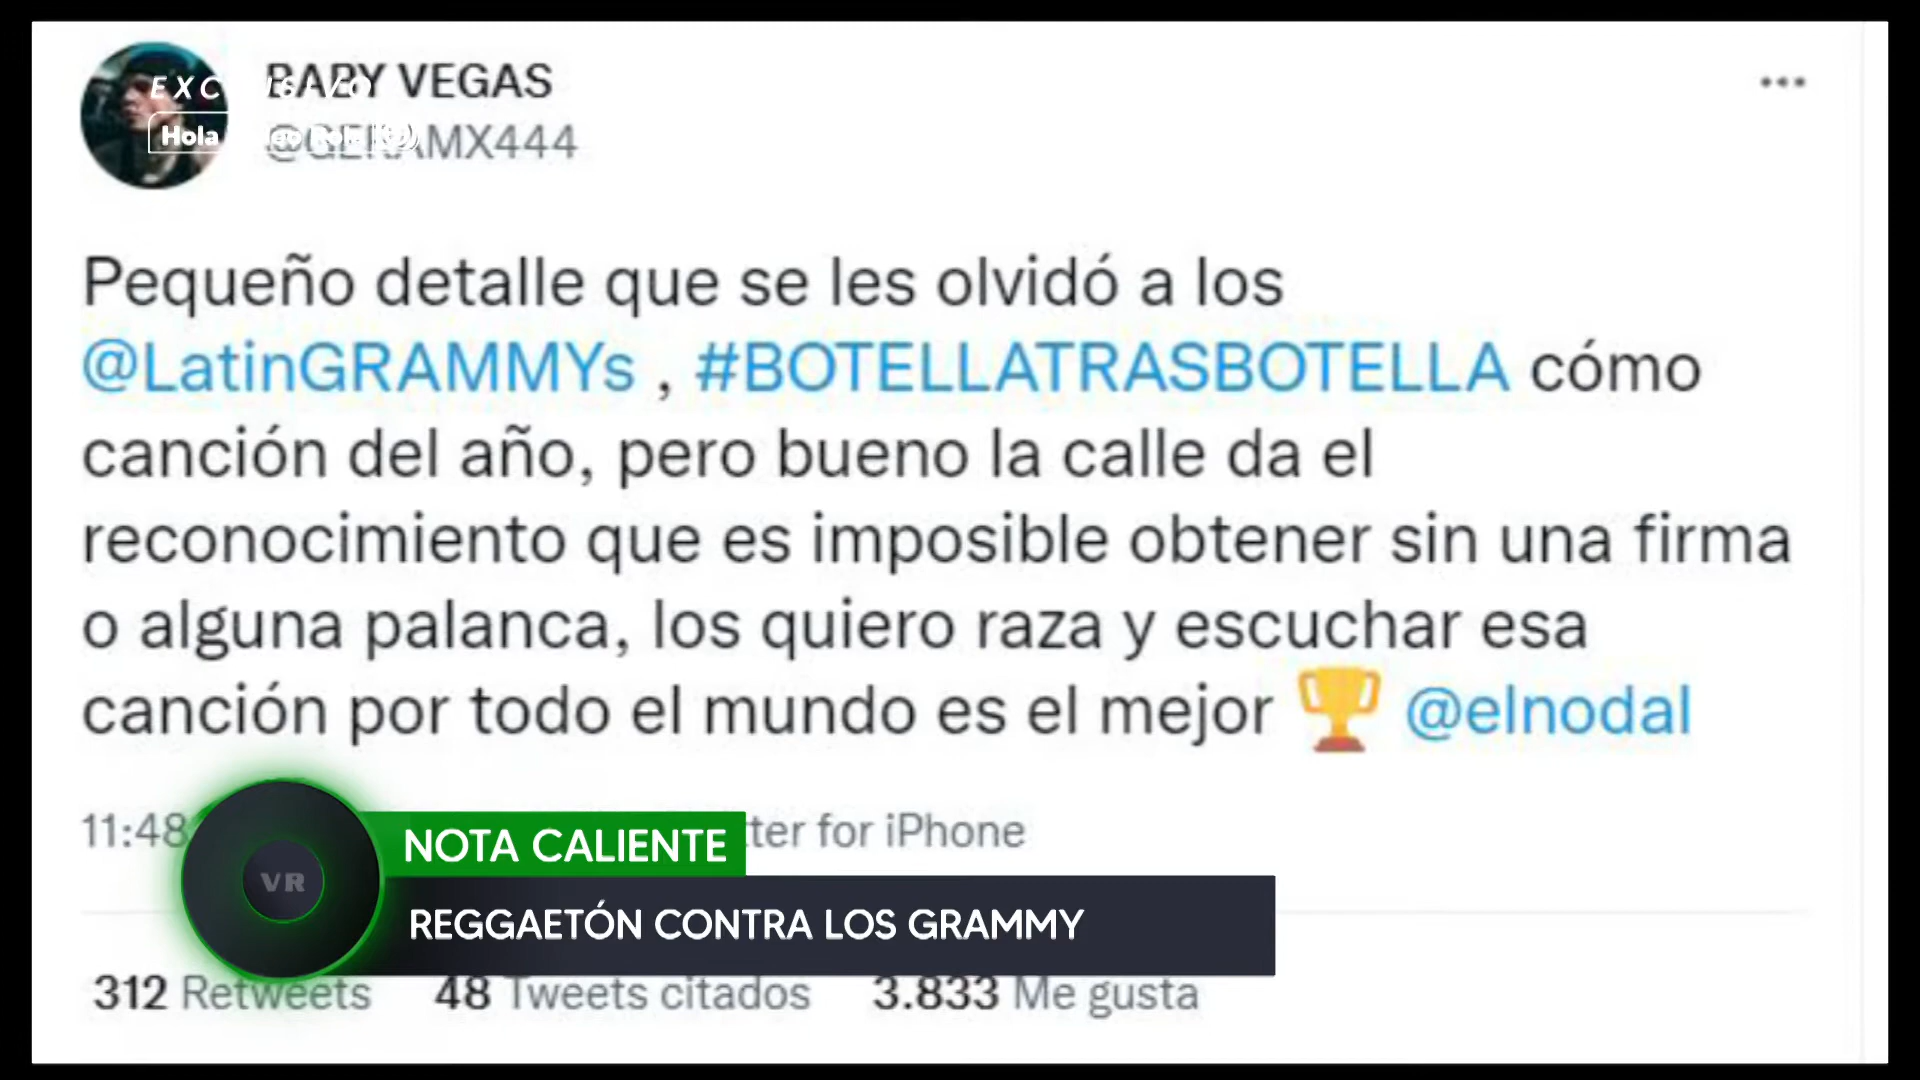 BABY VEGAS
EXCLUSIVO
@GERAMX444
Hola
Pequeño detalle que se les olvidó a los
@LatinGRAMMYs , #BOTELLATRASBOTELLA cómo
canción del año, pero bueno la calle da el
reconocimiento que es imposible obtener sin una firma
o alguna palanca, los quiero raza y escuchar esa
canción por todo el mundo es el mejor 🏆 @elnodal
11:48
tter for iPhone
NOTA CALIENTE
VR
REGGAETÓN CONTRA LOS GRAMMY
312 Retweets 48 Tweets citados 3.833 Me gusta